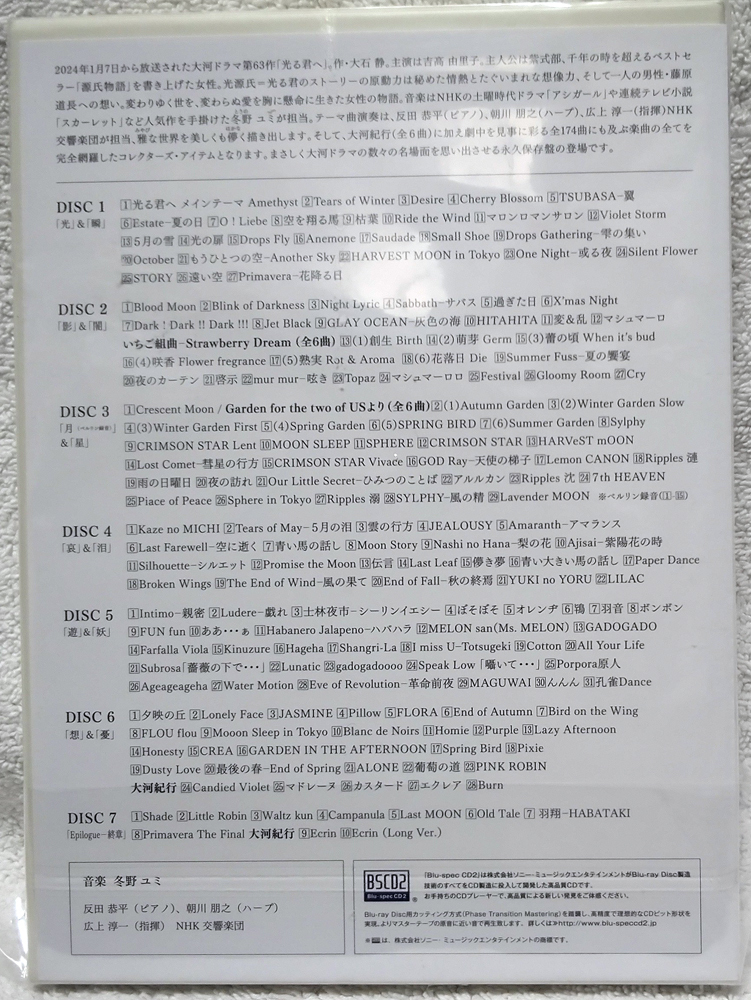 2024年1月7日から放送された大河ドラマ第63作「光る君へ」。作・大石 静。主演は吉高 由里子。主人公は紫式部、千年の時を超えるベストセ
ラー「源氏物語」を書き上げた女性。光源氏＝光る君のストーリーの原動力は秘めた情熱とたぐいまれな想像力、そして一人の男性・藤原
道長への想い。変わりゆく世を、変わらぬ愛を胸に懸命に生きた女性の物語。音楽はNHKの土曜時代ドラマ「アシガール」や連続テレビ小説
「スカーレット」など人気作を手掛けた冬野 ユミが担当。テーマ曲演奏は、反田 恭平（ピアノ）、朝川 朋之（ハープ）、広上 淳一（指揮）NHK
交響楽団が担当、雅な世界を美しくも儚く描き出します。そして、大河紀行（全6曲）に加え劇中を見事に彩る全174曲にも及ぶ楽曲の全てを
完全網羅したコレクターズ・アイテムとなります。まさしく大河ドラマの数々の名場面を思い出させる永久保存盤の登場です。
DISC 1 ①光る君へ メインテーマ Amethyst ②Tears of Winter ③Desire ④Cherry Blossom ⑤TSUBASA−翼
「光」&「瞬」 ⑥Estate−夏の日 ⑦O！Liebe ⑧空を翔る馬 ⑨枯葉 ⑩Ride the Wind ⑪マロンロマンサロン ⑫Violet Storm
⑬5月の雪 ⑭光の扉 ⑮Drops Fly ⑯Anemone ⑰Saudade ⑱Small Shoe ⑲Drops Gathering−雫の集い
⑳October ㉑もうひとつの空−Another Sky ㉒HARVEST MOON in Tokyo ㉓One Night−或る夜 ㉔Silent Flower
㉕STORY ㉖遠い空 ㉗Primavera−花降る日
DISC 2 ①Blood Moon ②Blink of Darkness ③Night Lyric ④Sabbath−サバス ⑤過ぎた日 ⑥X'mas Night
「影」&「闇」 ⑦Dark ! Dark !! Dark !!! ⑧Jet Black ⑨GLAY OCEAN−灰色の海 ⑩HITAHITA ⑪変&乱 ⑫マシューマロ
いちご組曲−Strawberry Dream（全6曲）⑬(1)創生 Birth ⑭(2)萌芽 Germ ⑮(3)蕾の頃 When it's bud
⑯(4)咲香 Flower fregrance ⑰(5)熟実 Rot & Aroma ⑱(6)花落日 Die ⑲Summer Fuss−夏の饗宴
⑳夜のカーテン ㉑啓示 ㉒mur mur−呟き ㉓Topaz ㉔マシューマロロ ㉕Festival ㉖Gloomy Room ㉗Cry
DISC 3 ①Crescent Moon / Garden for the two of USより（全6曲）②(1)Autumn Garden ③(2)Winter Garden Slow
「月（ベルリン録音）」 ④(3)Winter Garden First ⑤(4)Spring Garden ⑥(5)SPRING BIRD ⑦(6)Summer Garden ⑧Sylphy
&「星」 ⑨CRIMSON STAR Lent ⑩MOON SLEEP ⑪SPHERE ⑫CRIMSON STAR ⑬HARVeST mOON
⑭Lost Comet−彗星の行方 ⑮CRIMSON STAR Vivace ⑯GOD Ray−天使の梯子 ⑰Lemon CANON ⑱Ripples 漣
⑲雨の日曜日 ⑳夜の訪れ ㉑Our Little Secret−ひみつのことば ㉒アルルカン ㉓Ripples 沈 ㉔7th HEAVEN
㉕Piace of Peace ㉖Sphere in Tokyo ㉗Ripples 溺 ㉘SYLPHY−風の精 ㉙Lavender MOON ※ベルリン録音（①-⑮）
DISC 4 ①Kaze no MICHI ②Tears of May−5月の泪 ③雲の行方 ④JEALOUSY ⑤Amaranth−アマランス
「哀」&「泪」 ⑥Last Farewell−空に逝く ⑦青い馬の話し ⑧Moon Story ⑨Nashi no Hana−梨の花 ⑩Ajisai−紫陽花の時
⑪Silhouette−シルエット ⑫Promise the Moon ⑬伝言 ⑭Last Leaf ⑮儚き夢 ⑯青い大きい馬の話し ⑰Paper Dance
⑱Broken Wings ⑲The End of Wind−風の果て ⑳End of Fall−秋の終焉 ㉑YUKI no YORU ㉒LILAC
DISC 5 ①Intimo−親密 ②Ludere−戯れ ③士林夜市−シーリンイエシー ④ぼそぼそ ⑤オレンヂ ⑥鵺 ⑦羽音 ⑧ボンボン
「遊」&「妖」 ⑨FUN fun ⑩ああ・・・ぁ ⑪Habanero Jalapeno−ハバハラ ⑫MELON san(Ms. MELON) ⑬GADOGADO
⑭Farfalla Viola ⑮Kinuzure ⑯Hageha ⑰Shangri-La ⑱I miss U−Totsugeki ⑲Cotton ⑳All Your Life
㉑Subrosa「薔薇の下で・・・」 ㉒Lunatic ㉓gadogadoooo ㉔Speak Low「囁いて・・・」 ㉕Porpora原人
㉖Ageageageha ㉗Water Motion ㉘Eve of Revolution−革命前夜 ㉙MAGUWAI ㉚んんん ㉛孔雀Dance
DISC 6 ①夕映の丘 ②Lonely Face ③JASMINE ④Pillow ⑤FLORA ⑥End of Autumn ⑦Bird on the Wing
「想」&「憂」 ⑧FLOU flou ⑨Mooon Sleep in Tokyo ⑩Blanc de Noirs ⑪Homie ⑫Purple ⑬Lazy Afternoon
⑭Honesty ⑮CREA ⑯GARDEN IN THE AFTERNOON ⑰Spring Bird ⑱Pixie
⑲Dusty Love ⑳最後の春−End of Spring ㉑ALONE ㉒葡萄の道 ㉓PINK ROBIN
大河紀行 ㉔Candied Violet ㉕マドレーヌ ㉖カスタード ㉗エクレア ㉘Burn
DISC 7 ①Shade ②Little Robin ③Waltz kun ④Campanula ⑤Last MOON ⑥Old Tale ⑦ 羽翔−HABATAKI
「Epilogue−終章」 ⑧Primavera The Final 大河紀行 ⑨Ecrin ⑩Ecrin (Long Ver.)
音楽 冬野 ユミ
反田 恭平（ピアノ）、朝川 朋之（ハープ）
広上 淳一（指揮） NHK 交響楽団
BSCD2
Blu-spec CD2
®
「Blu-spec CD2」は株式会社ソニー・ミュージックエンタテインメントがBlu-ray Disc製造
技術のすべてをCD製造に投入して開発した高品質CDです。
お手持ちのCDプレーヤーで、高品質による新しい発見をご体感ください。
Blu-ray Disc用カッティング方式（Phase Transition Mastering）を踏襲し、高精度で理想的なCDピット形状を
実現。よりマスターテープの原音に近い音で再生致します。 詳しくは≫http://www.blu-speccd2.jp
※は、株式会社ソニー・ミュージックエンタテインメントの商標です。